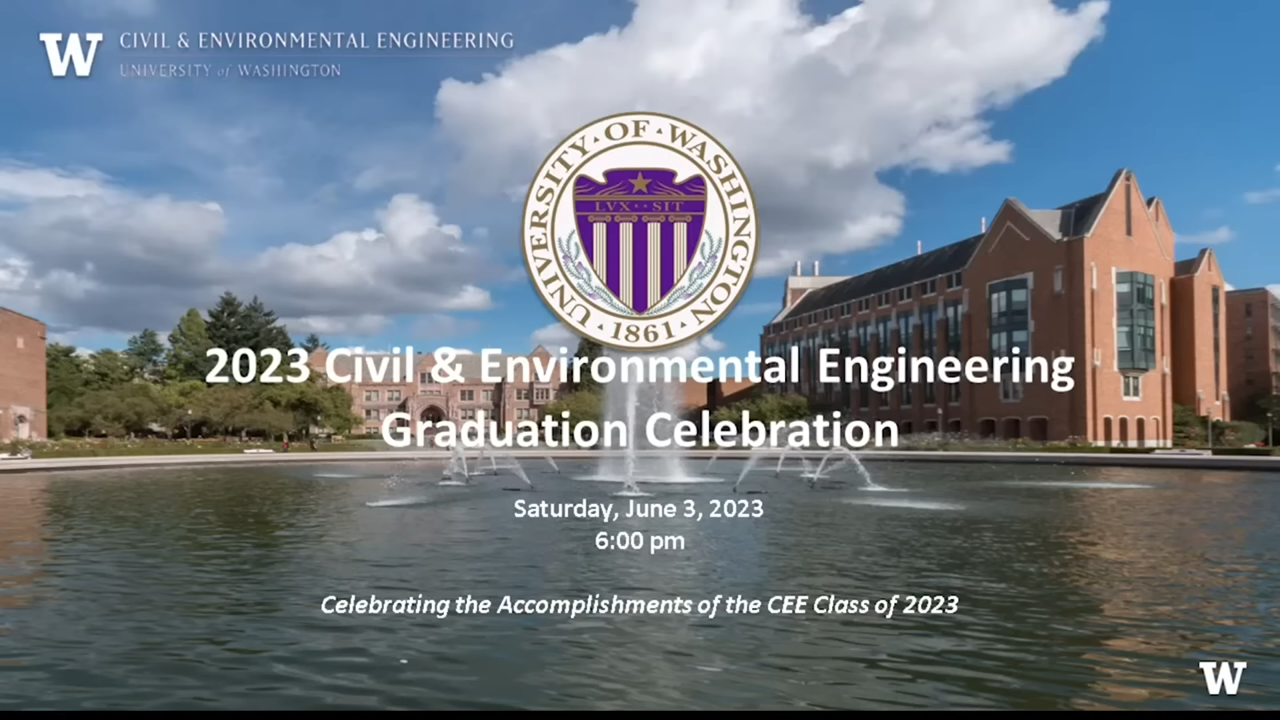 W CIVIL & ENVIRONMENTAL ENGINEERING
UNIVERSITY of WASHINGTON
UNIVERSITY · OF · WASHINGTON
LVX · · SIT
· 1861 ·
2023 Civil & Environmental Engineering
Graduation Celebration
Saturday, June 3, 2023
6:00 pm
Celebrating the Accomplishments of the CEE Class of 2023
W